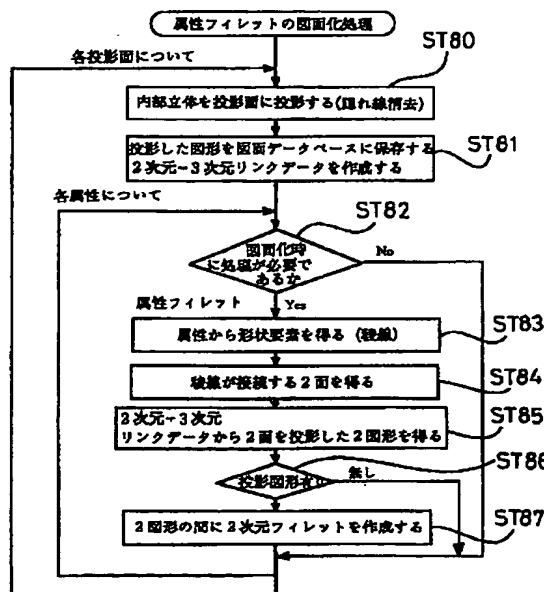 属性フィレットの図面化処理
各投影面について
ST80
内部立体を投影面に投影する(隠れ線消去)
投影した図形を図面データベースに保存する
2次元-3次元リンクデータを作成する
ST81
各属性について
ST82
図面化時
に処理が必要で
あるか
No
属性フィレット
Yes
属性から形状要素を得る (稜線)
ST83
稜線が接続する2面を得る
ST84
2次元-3次元
リンクデータから2面を投影した2図形を得る
ST85
投影図形有り
無し
ST86
2図形の間に2次元フィレットを作成する
ST87